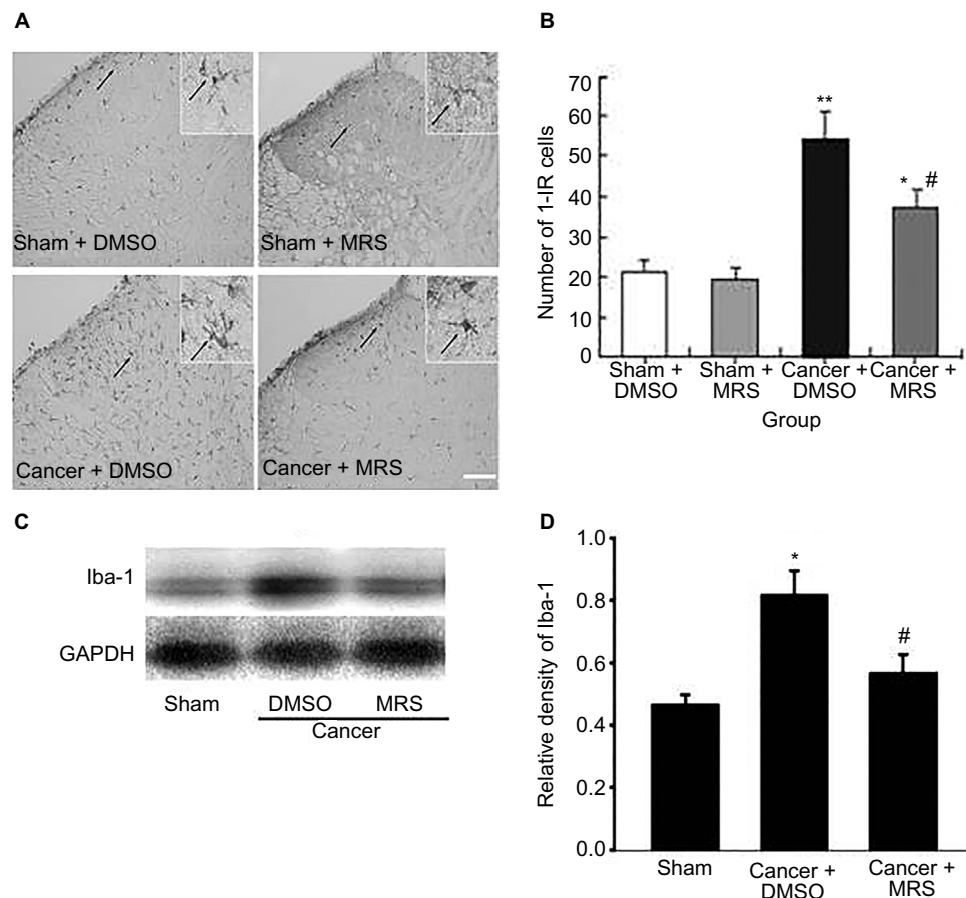 A
Sham + DMSO
Sham + MRS
Cancer + DMSO
Cancer + MRS
B
Number of 1-IR cells
70
60
50
40
30
20
10
0
**
* #
Sham + DMSO
Sham + MRS
Cancer + DMSO
Cancer + MRS
Group
C
Iba-1
GAPDH
Sham
DMSO
MRS
Cancer
D
Relative density of Iba-1
1.0
0.8
0.6
0.4
0.2
0.0
*
#
Sham
Cancer + DMSO
Cancer + MRS